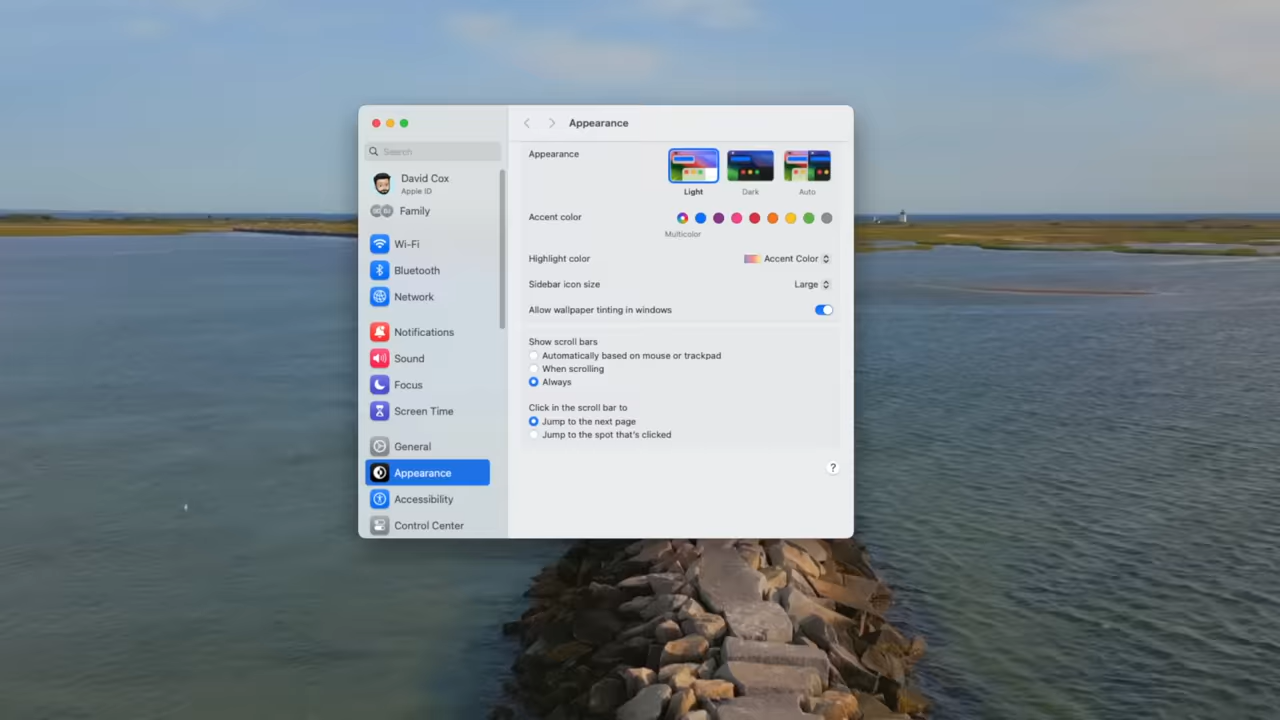 Appearance
Search
David Cox
Apple ID
Family
Wi-Fi
Bluetooth
Network
Notifications
Sound
Focus
Screen Time
General
Appearance
Accessibility
Control Center
Appearance
Light
Dark
Auto
Accent color
Multicolor
Highlight color
Accent Color
Sidebar icon size
Large
Allow wallpaper tinting in windows
Show scroll bars
Automatically based on mouse or trackpad
When scrolling
Always
Click in the scroll bar to
Jump to the next page
Jump to the spot that's clicked
?